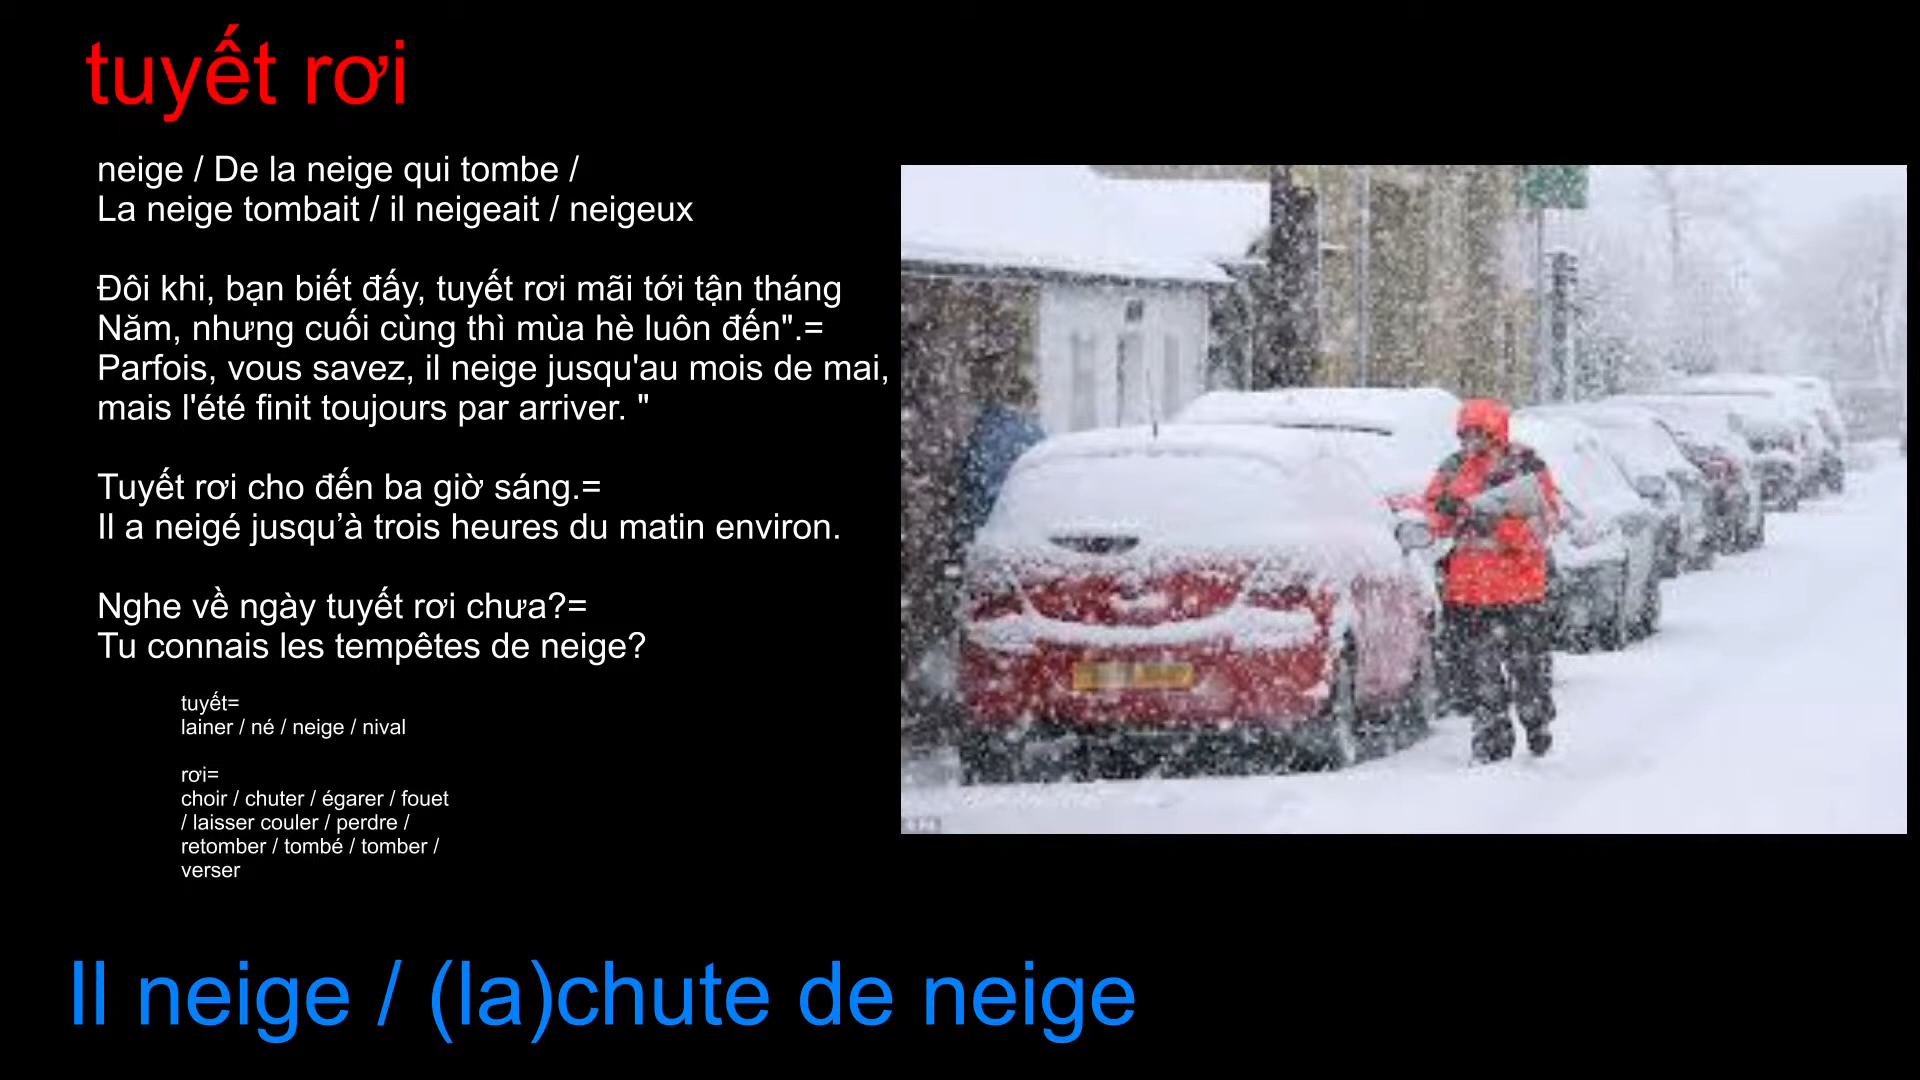 tuyết rơi
neige / De la neige qui tombe /
La neige tombait / il neigeait / neigeux
Đôi khi, bạn biết đấy, tuyết rơi mãi tới tận tháng
Năm, nhưng cuối cùng thì mùa hè luôn đến".=
Parfois, vous savez, il neige jusqu'au mois de mai,
mais l'été finit toujours par arriver. "
Tuyết rơi cho đến ba giờ sáng.=
Il a neigé jusqu’à trois heures du matin environ.
Nghe về ngày tuyết rơi chưa?=
Tu connais les tempêtes de neige?
tuyết=
lainer / né / neige / nival
rơi=
choir / chuter / égarer / fouet
/ laisser couler / perdre /
retomber / tombé / tomber /
verser
Il neige / (la)chute de neige